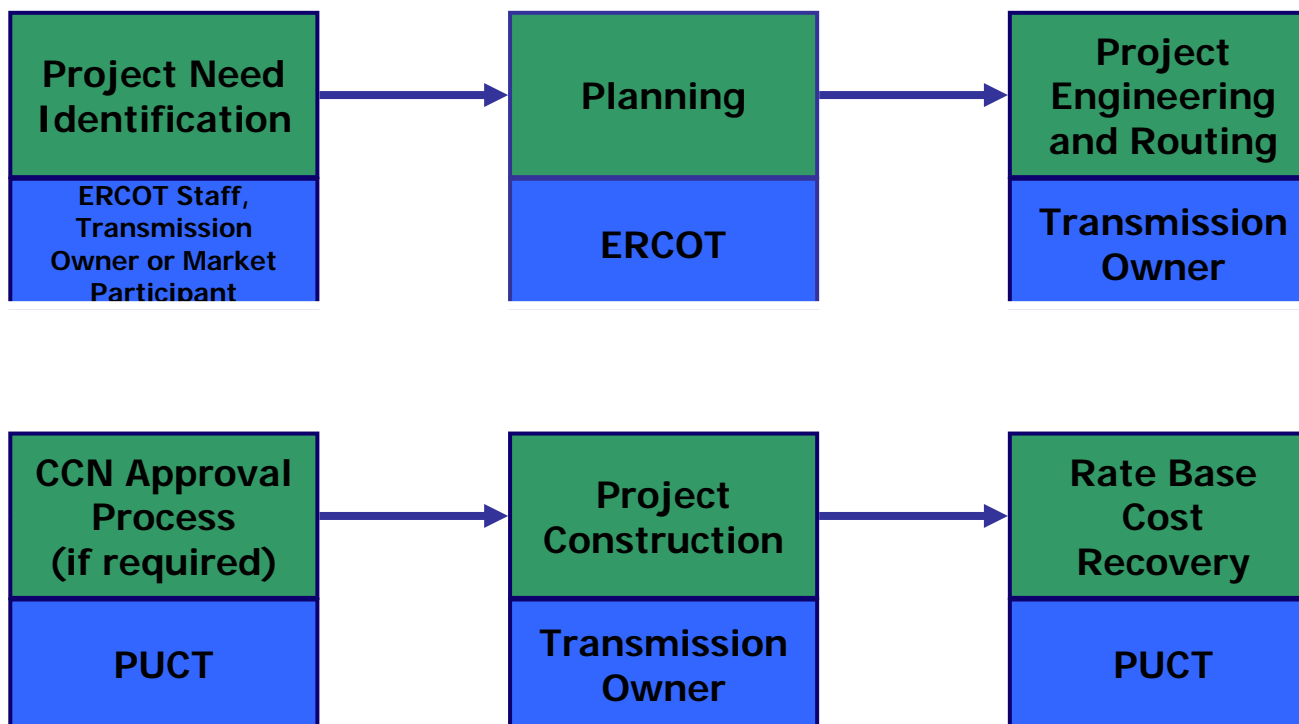 Project Need
Identification
ERCOT Staff,
Transmission
Owner or Market
Participant
Planning
ERCOT
Project
Engineering
and Routing
Transmission
Owner
CCN Approval
Process
(if required)
PUCT
Project
Construction
Transmission
Owner
Rate Base
Cost
Recovery
PUCT